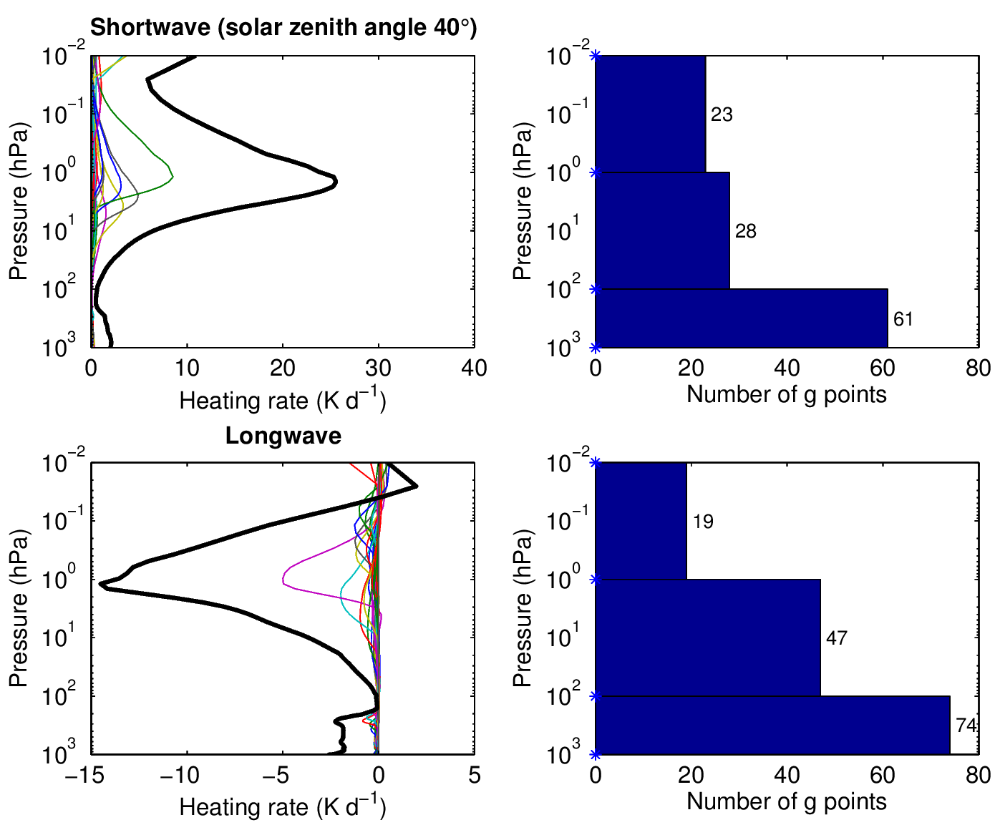 Shortwave (solar zenith angle 40°)
10⁻²
10⁻¹
10⁰
10¹
10²
10³
Pressure (hPa)
0 10 20 30 40
Heating rate (K d⁻¹)
10⁻²
10⁻¹
10⁰
10¹
10²
10³
Pressure (hPa)
23
28
61
0 20 40 60 80
Number of g points
Longwave
10⁻²
10⁻¹
10⁰
10¹
10²
10³
Pressure (hPa)
−15 −10 −5 0 5
Heating rate (K d⁻¹)
10⁻²
10⁻¹
10⁰
10¹
10²
10³
Pressure (hPa)
19
47
74
0 20 40 60 80
Number of g points